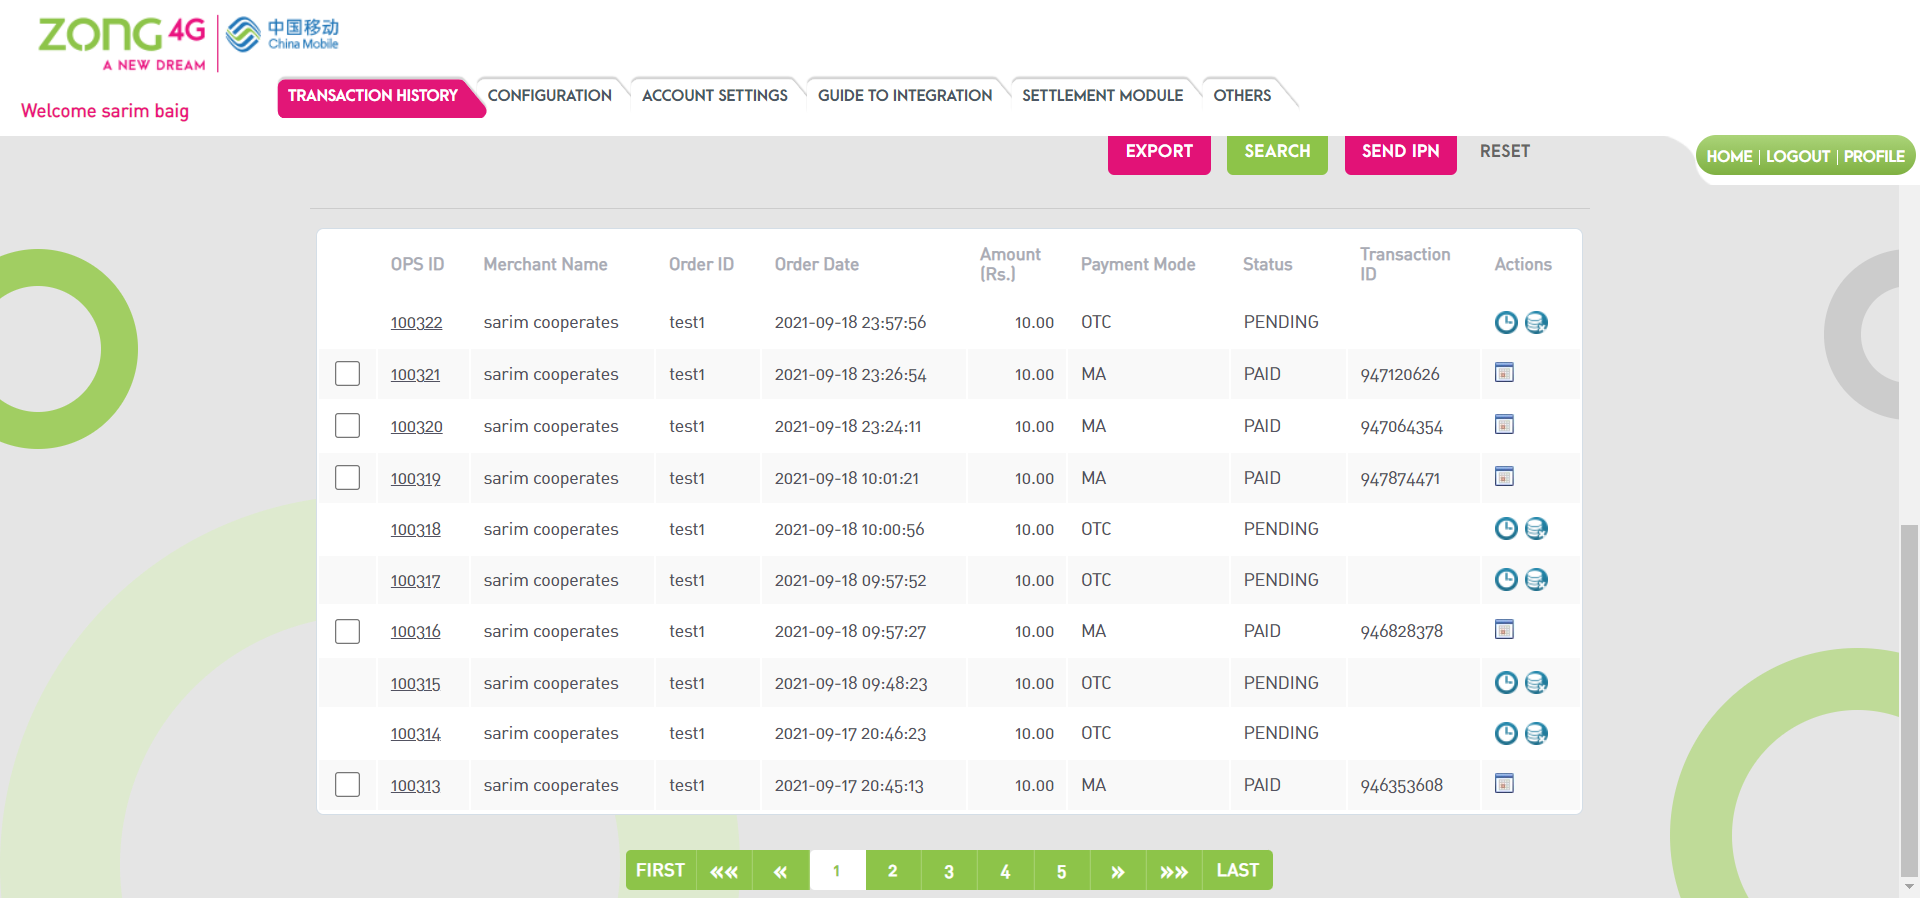 ZONG 4G
A NEW DREAM
中国移动
China Mobile
Welcome sarim baig
TRANSACTION HISTORY CONFIGURATION ACCOUNT SETTINGS GUIDE TO INTEGRATION SETTLEMENT MODULE OTHERS
EXPORT SEARCH SEND IPN RESET
HOME | LOGOUT | PROFILE
OPS ID Merchant Name Order ID Order Date Amount (Rs.) Payment Mode Status Transaction ID Actions
100322 sarim cooperates test1 2021-09-18 23:57:56 10.00 OTC PENDING
100321 sarim cooperates test1 2021-09-18 23:26:54 10.00 MA PAID 947120626
100320 sarim cooperates test1 2021-09-18 23:24:11 10.00 MA PAID 947064354
100319 sarim cooperates test1 2021-09-18 10:01:21 10.00 MA PAID 947874471
100318 sarim cooperates test1 2021-09-18 10:00:56 10.00 OTC PENDING
100317 sarim cooperates test1 2021-09-18 09:57:52 10.00 OTC PENDING
100316 sarim cooperates test1 2021-09-18 09:57:27 10.00 MA PAID 946828378
100315 sarim cooperates test1 2021-09-18 09:48:23 10.00 OTC PENDING
100314 sarim cooperates test1 2021-09-17 20:46:23 10.00 OTC PENDING
100313 sarim cooperates test1 2021-09-17 20:45:13 10.00 MA PAID 946353608
FIRST «« « 1 2 3 4 5 » »» LAST